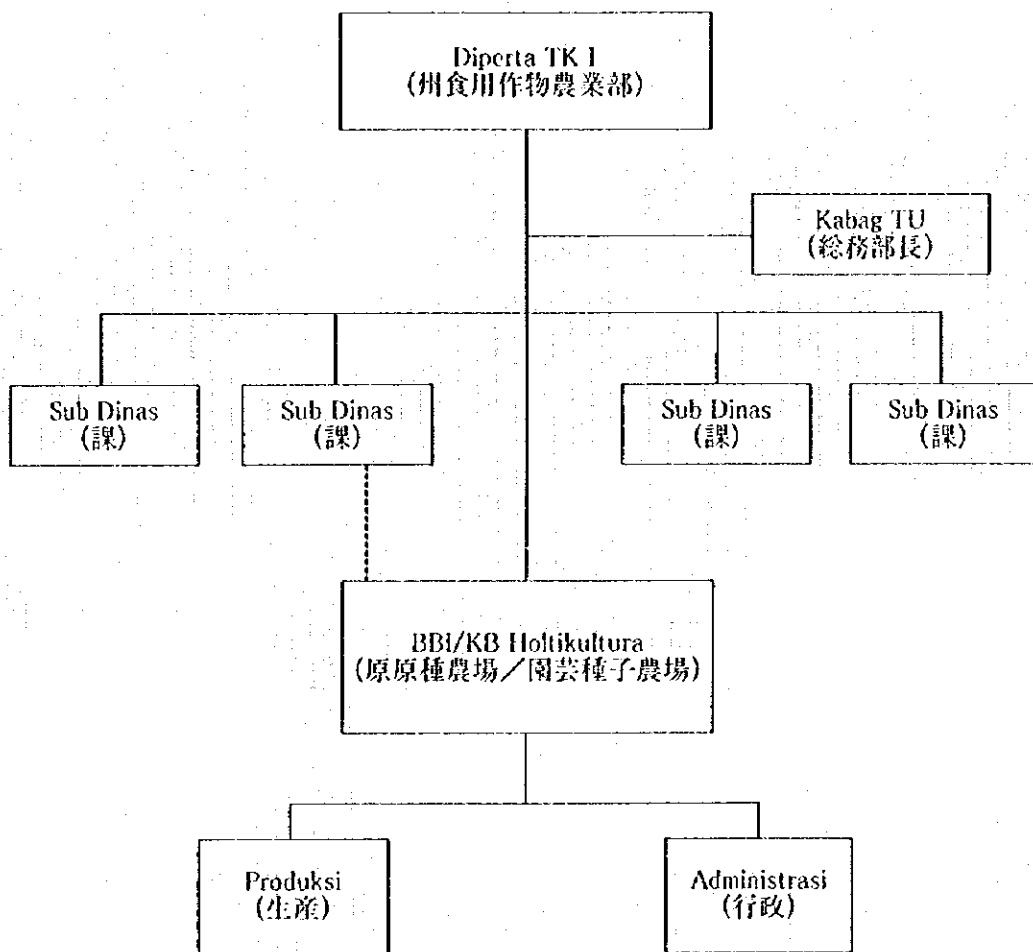 Diperta TK I
(州食用作物農業部)
Kabag TU
(総務部長)
Sub Dinas
(課)
Sub Dinas
(課)
Sub Dinas
(課)
Sub Dinas
(課)
BBI/KB Holtikultura
(原原種農場／園芸種子農場)
Produksi
(生産)
Administrasi
(行政)